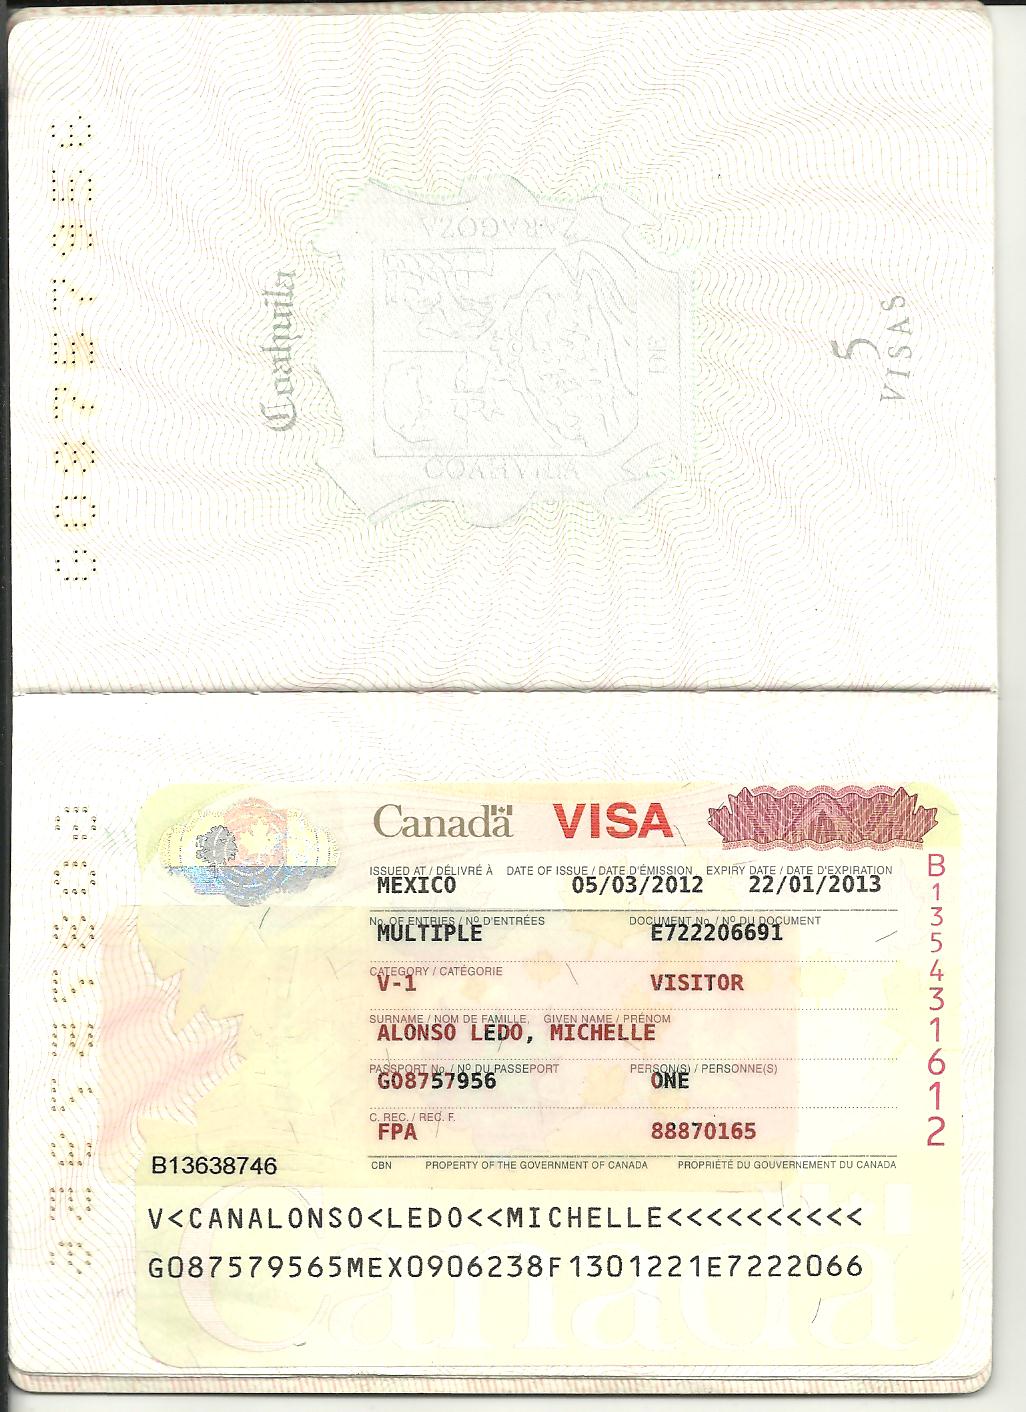 Coahuila
5
VISAS
COAHUILA
DE
ZARAGOZA
G08757956
Canada VISA
ISSUED AT / DÉLIVRÉ À DATE OF ISSUE / DATE D'ÉMISSION EXPIRY DATE / DATE D'EXPIRATION
MEXICO 05/03/2012 22/01/2013
No. OF ENTRIES / Nº D'ENTRÉES DOCUMENT No. / Nº DU DOCUMENT
MULTIPLE E722206691
CATEGORY / CATÉGORIE
V-1 VISITOR
SURNAME / NOM DE FAMILLE, GIVEN NAME / PRÉNOM
ALONSO LEDO, MICHELLE
PASSPORT No. / Nº DU PASSEPORT PERSON(S) / PERSONNE(S)
G08757956 ONE
C. REC. / REC. F.
FPA 88870165
CBN PROPERTY OF THE GOVERNMENT OF CANADA PROPRIÉTÉ DU GOUVERNEMENT DU CANADA
B13638746
B135431612
V<CANALONSO<LEDO<<MICHELLE<<<<<<<<<<
G087579565MEX0906238F1301221E7222066
Canada